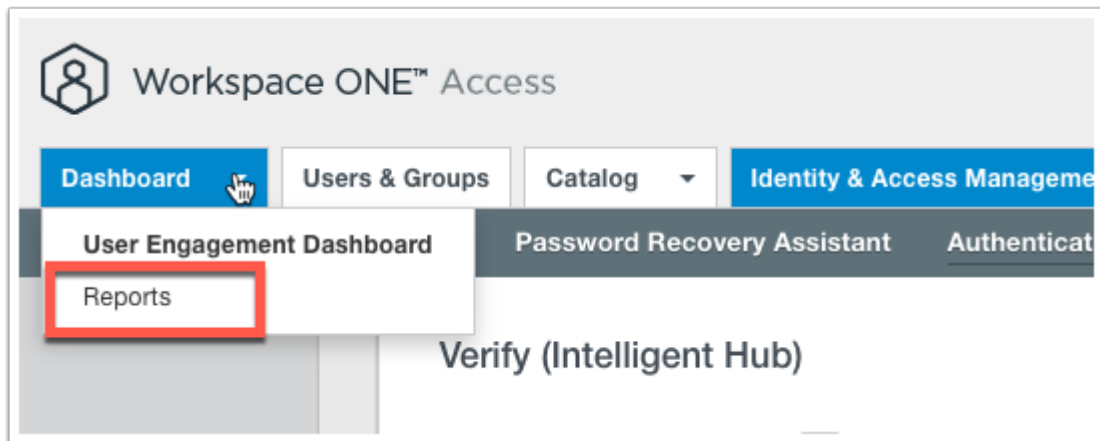 Workspace ONE™ Access
Dashboard Users & Groups Catalog Identity & Access Manageme
User Engagement Dashboard Password Recovery Assistant Authenticat
Reports
Verify (Intelligent Hub)